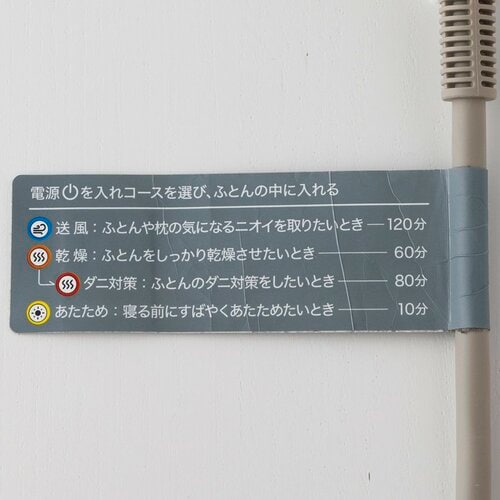 電源⏻を入れコースを選び、ふとんの中に入れる
送風：ふとんや枕の気になるニオイを取りたいとき — 120分
乾燥：ふとんをしっかり乾燥させたいとき — 60分
ダニ対策：ふとんのダニ対策をしたいとき — 80分
あたため：寝る前にすばやくあたためたいとき — 10分